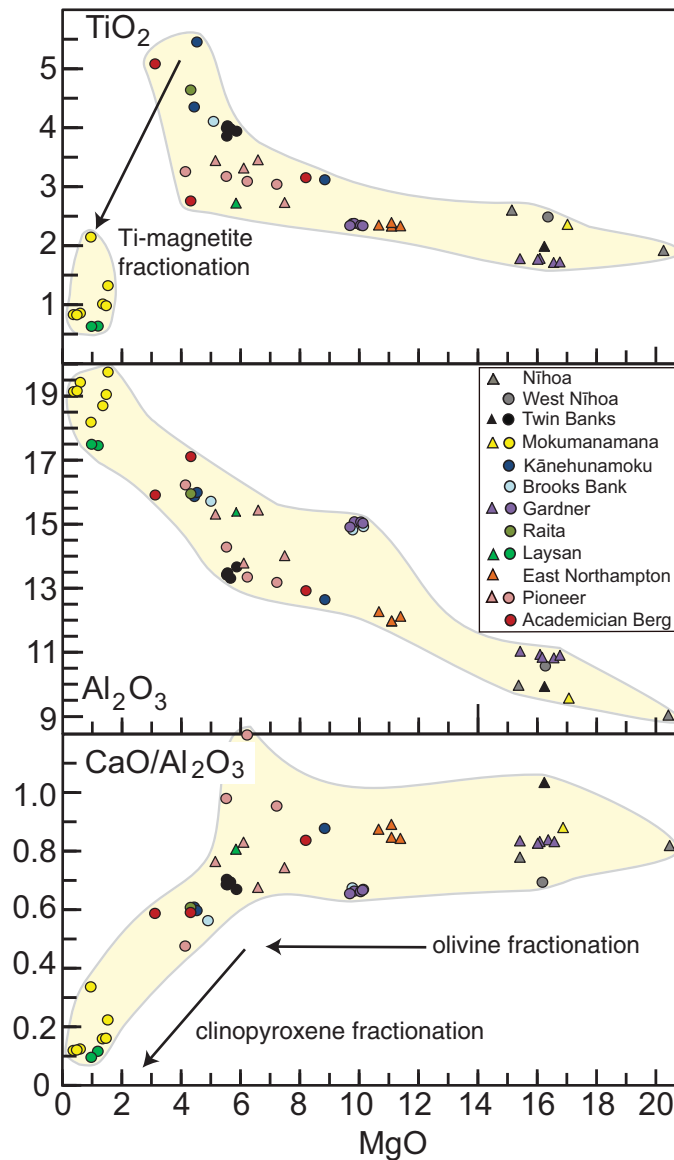 TiO2
5
4
3
2
1
Ti-magnetite
fractionation
19
17
15
13
11
9
Al2O3
Nīhoa
West Nīhoa
Twin Banks
Mokumanamana
Kānehunamoku
Brooks Bank
Gardner
Raita
Laysan
East Northampton
Pioneer
Academician Berg
CaO/Al2O3
1.0
0.8
0.6
0.4
0.2
0
olivine fractionation
clinopyroxene fractionation
0 2 4 6 8 10 12 14 16 18 20
MgO